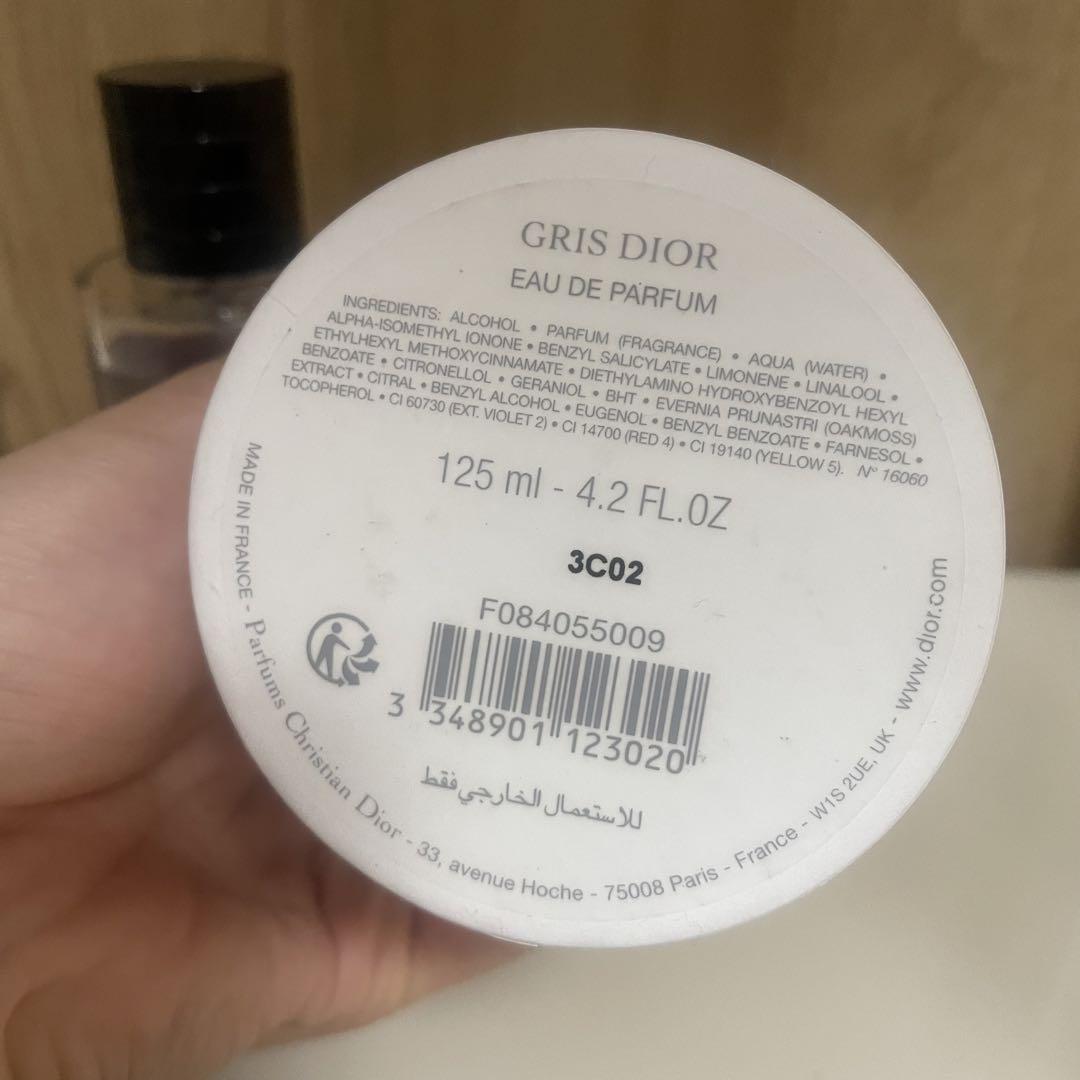 GRIS DIOR
EAU DE PARFUM
INGREDIENTS: ALCOHOL • PARFUM (FRAGRANCE) • AQUA (WATER) •
ALPHA-ISOMETHYL IONONE • BENZYL SALICYLATE • LIMONENE • LINALOOL •
ETHYLHEXYL METHOXYCINNAMATE • DIETHYLAMINO HYDROXYBENZOYL HEXYL
BENZOATE • CITRONELLOL • GERANIOL • BHT • EVERNIA PRUNASTRI (OAKMOSS)
EXTRACT • CITRAL • BENZYL ALCOHOL • EUGENOL • BENZYL BENZOATE • FARNESOL •
TOCOPHEROL • CI 60730 (EXT. VIOLET 2) • CI 14700 (RED 4) • CI 19140 (YELLOW 5). N° 16060
125 ml - 4.2 FL.OZ
3C02
F084055009
3 348901 123020
للاستعمال الخارجي فقط
MADE IN FRANCE - Parfums Christian Dior - 33, avenue Hoche - 75008 Paris - France - W1S 2UE, UK - www.dior.com